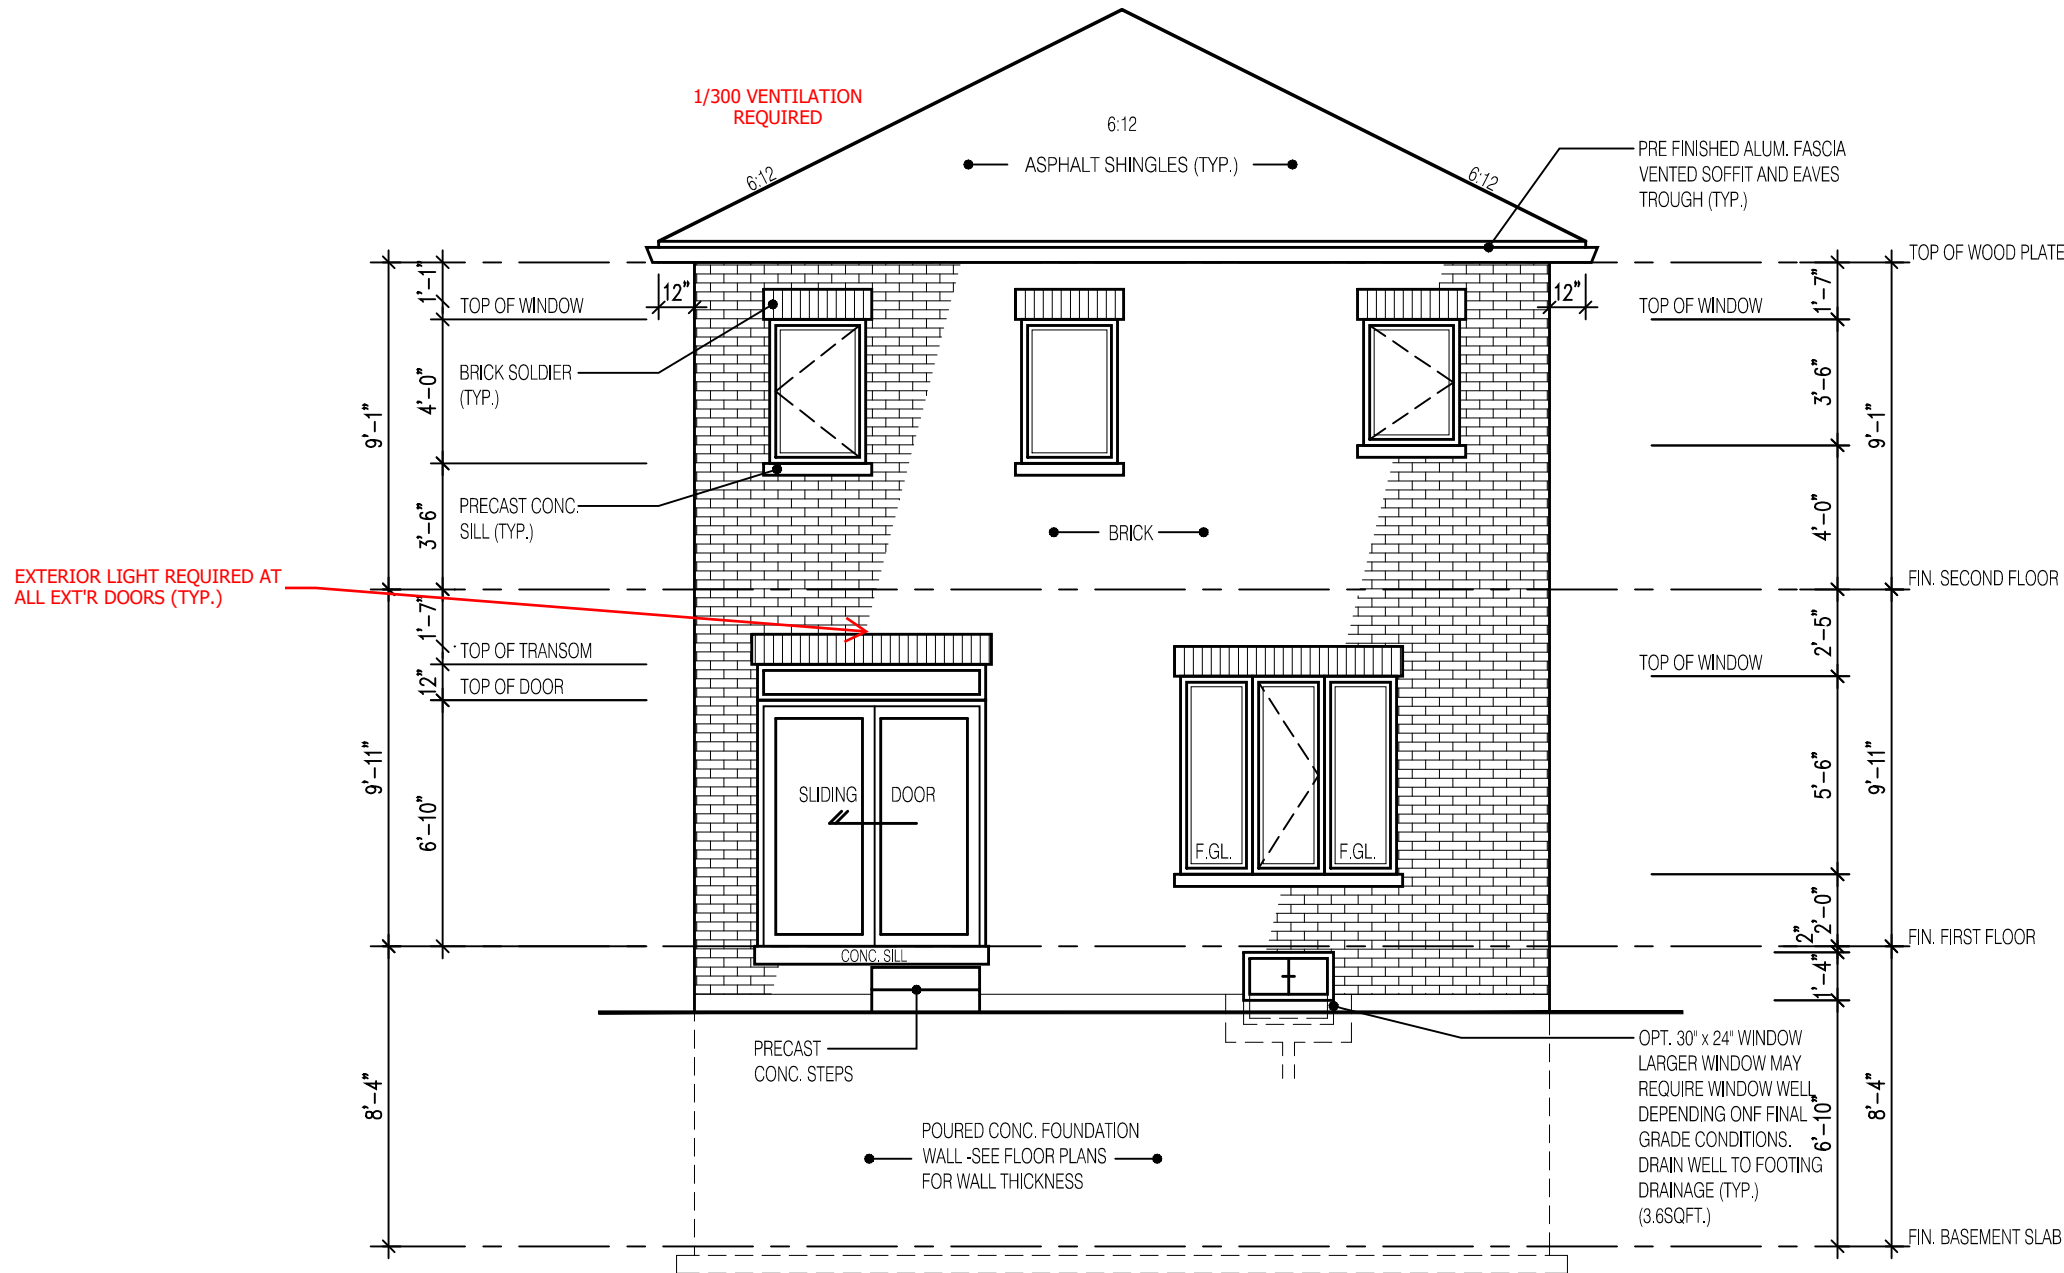 1/300 VENTILATION
REQUIRED
6:12
6:12
6:12
ASPHALT SHINGLES (TYP.)
PRE FINISHED ALUM. FASCIA
VENTED SOFFIT AND EAVES
TROUGH (TYP.)
TOP OF WOOD PLATE
1'-1"
12"
12"
1'-7"
TOP OF WINDOW
TOP OF WINDOW
BRICK SOLDIER
(TYP.)
9'-1"
4'-0"
3'-6"
9'-1"
PRECAST CONC.
SILL (TYP.)
3'-6"
BRICK
4'-0"
EXTERIOR LIGHT REQUIRED AT
ALL EXT'R DOORS (TYP.)
FIN. SECOND FLOOR
1'-7"
2'-5"
TOP OF TRANSOM
TOP OF WINDOW
12"
TOP OF DOOR
9'-11"
6'-10"
SLIDING DOOR
F.GL.
F.GL.
5'-6"
9'-11"
2'-0"
2"
FIN. FIRST FLOOR
CONC. SILL
1'-4"
PRECAST
CONC. STEPS
OPT. 30" x 24" WINDOW
LARGER WINDOW MAY
REQUIRE WINDOW WELL
DEPENDING ONF FINAL
GRADE CONDITIONS.
DRAIN WELL TO FOOTING
DRAINAGE (TYP.)
(3.6SQFT.)
8'-4"
6'-10"
8'-4"
POURED CONC. FOUNDATION
WALL -SEE FLOOR PLANS
FOR WALL THICKNESS
FIN. BASEMENT SLAB